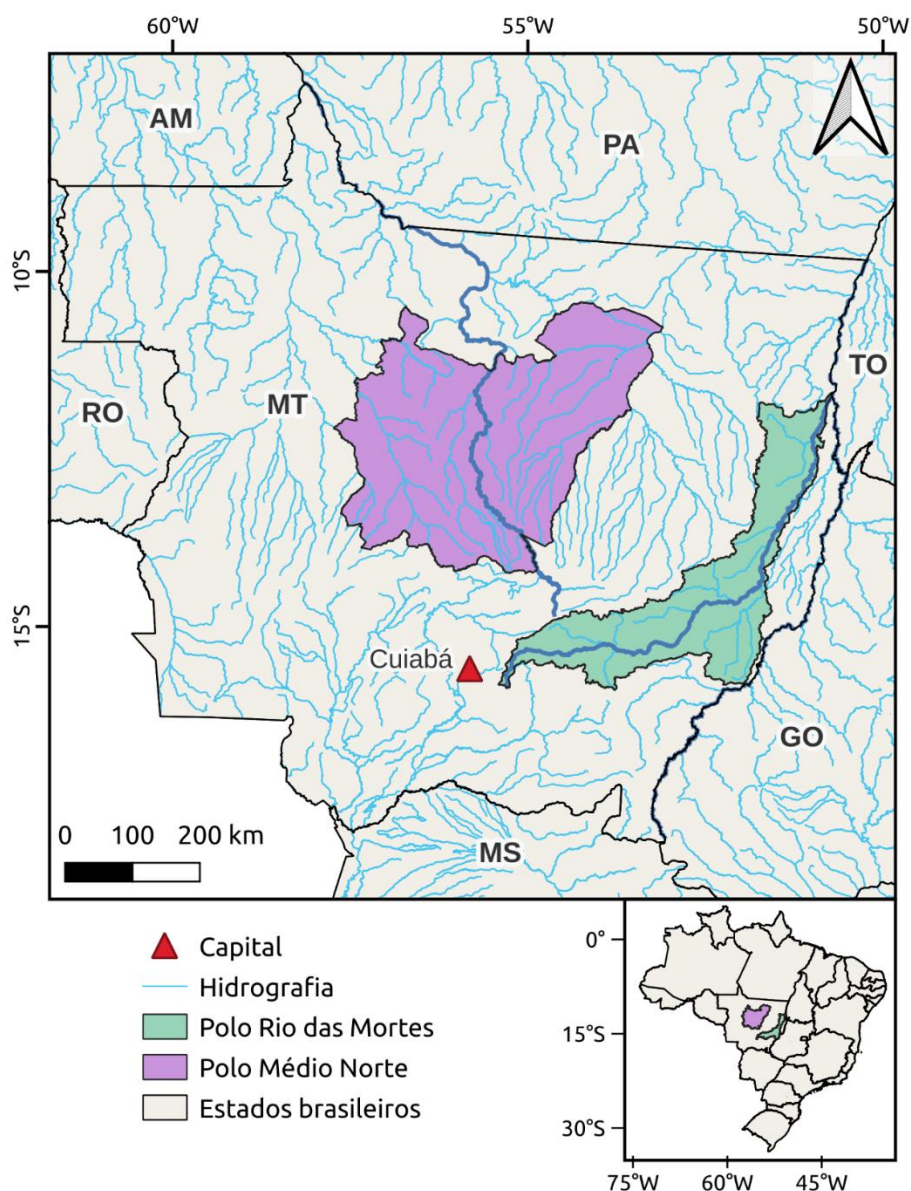 60°W 55°W 50°W
AM
PA
10°S
TO
RO
MT
15°S
Cuiabá
GO
0 100 200 km
MS
Capital
Hidrografia
Polo Rio das Mortes
Polo Médio Norte
Estados brasileiros
0°
15°S
30°S
75°W 60°W 45°W